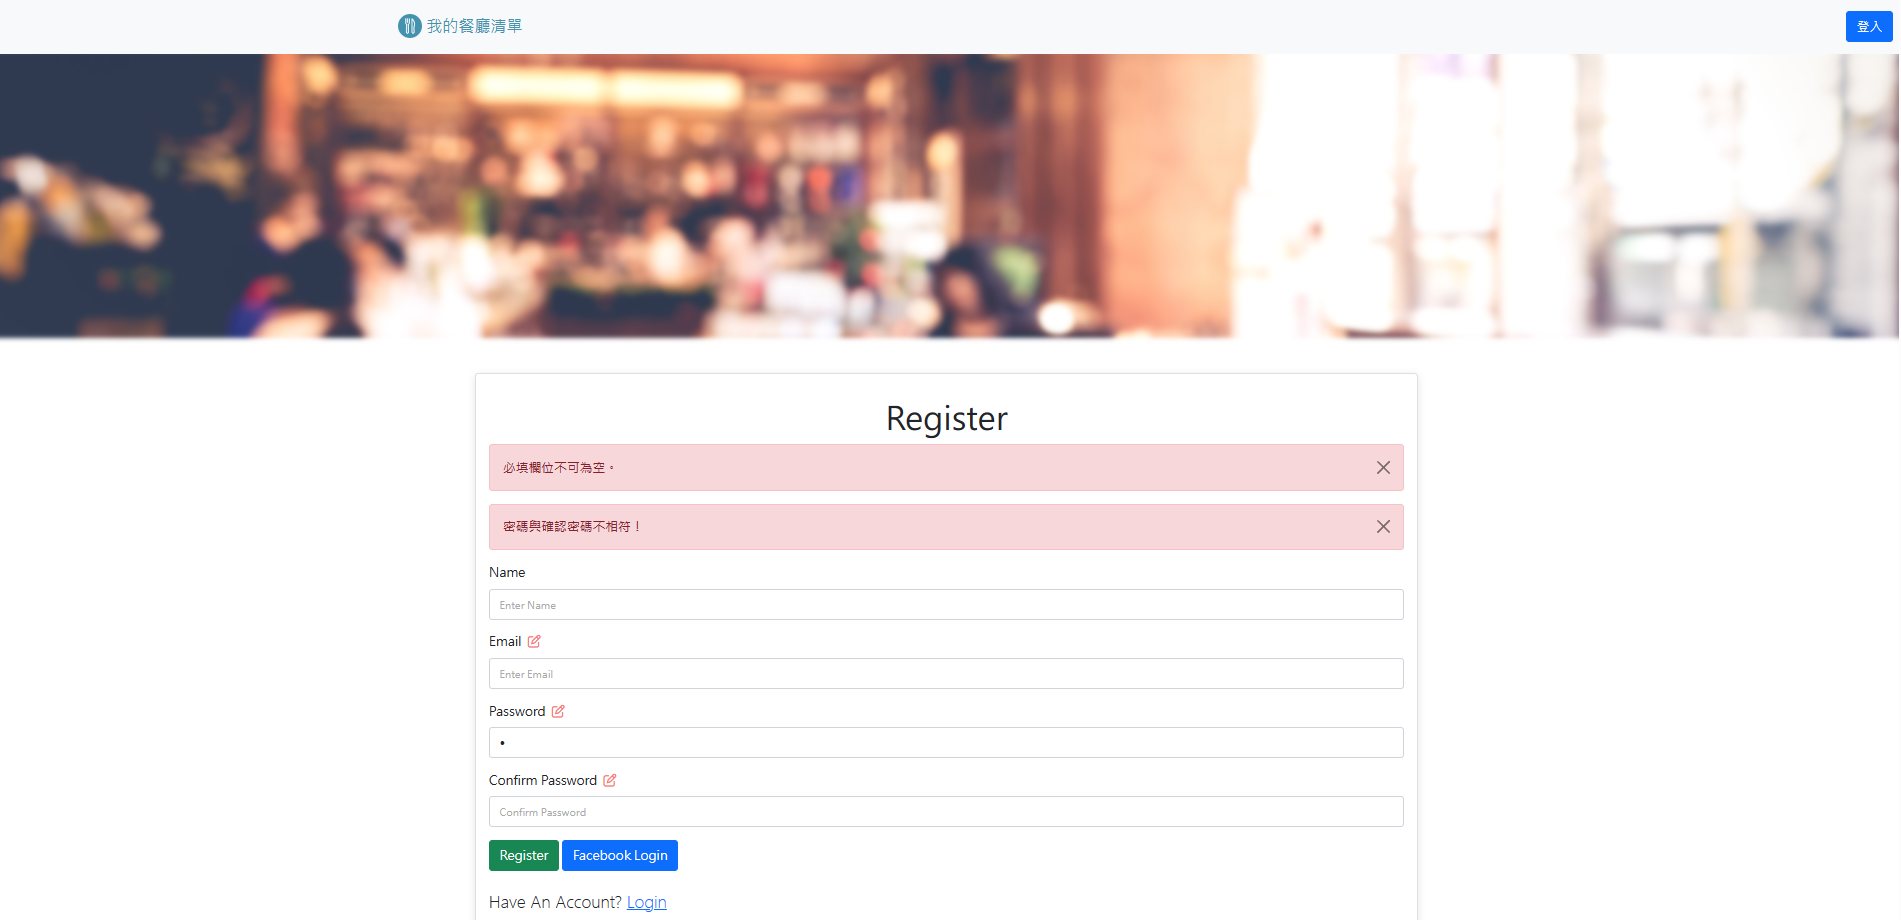 我的餐廳清單
登入
Register
必填欄位不可為空。
密碼與確認密碼不相符！
Name
Enter Name
Email
Enter Email
Password
•
Confirm Password
Confirm Password
Register Facebook Login
Have An Account? Login